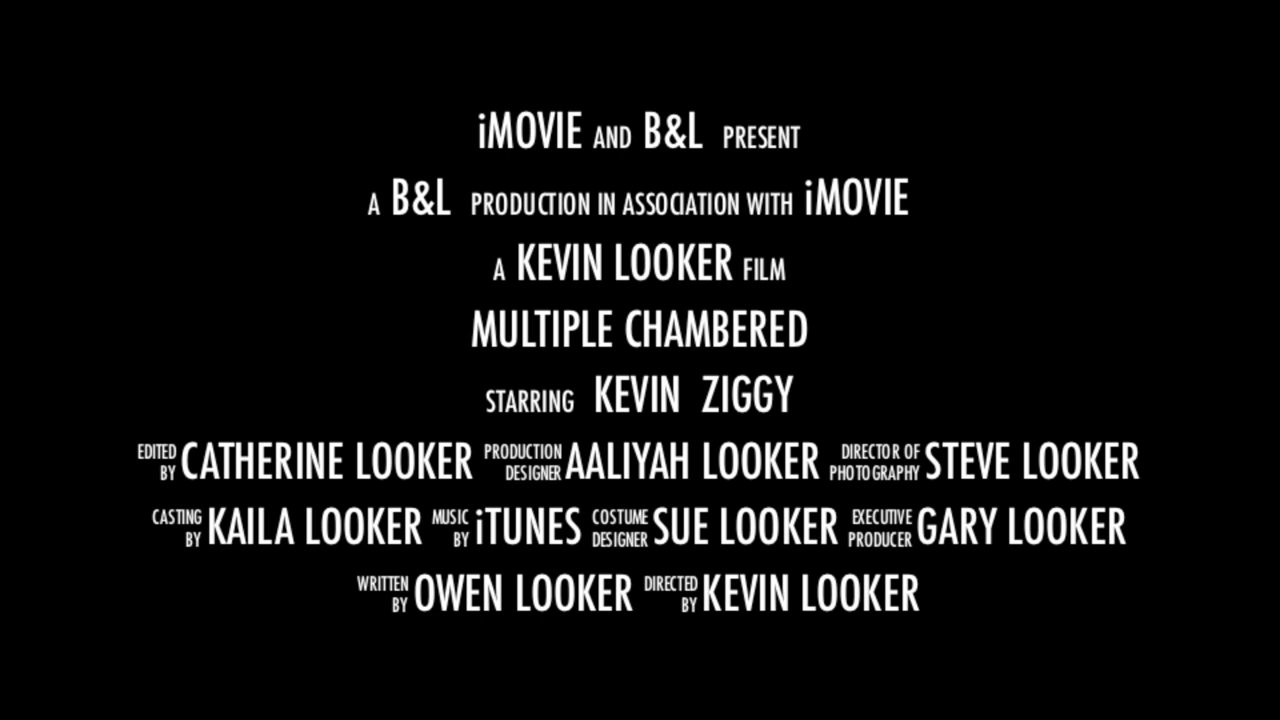 iMOVIE AND B&L PRESENT
A B&L PRODUCTION IN ASSOCIATION WITH iMOVIE
A KEVIN LOOKER FILM
MULTIPLE CHAMBERED
STARRING KEVIN ZIGGY
EDITED BY CATHERINE LOOKER PRODUCTION DESIGNER AALIYAH LOOKER DIRECTOR OF PHOTOGRAPHY STEVE LOOKER
CASTING BY KAILA LOOKER MUSIC BY iTUNES COSTUME DESIGNER SUE LOOKER EXECUTIVE PRODUCER GARY LOOKER
WRITTEN BY OWEN LOOKER DIRECTED BY KEVIN LOOKER